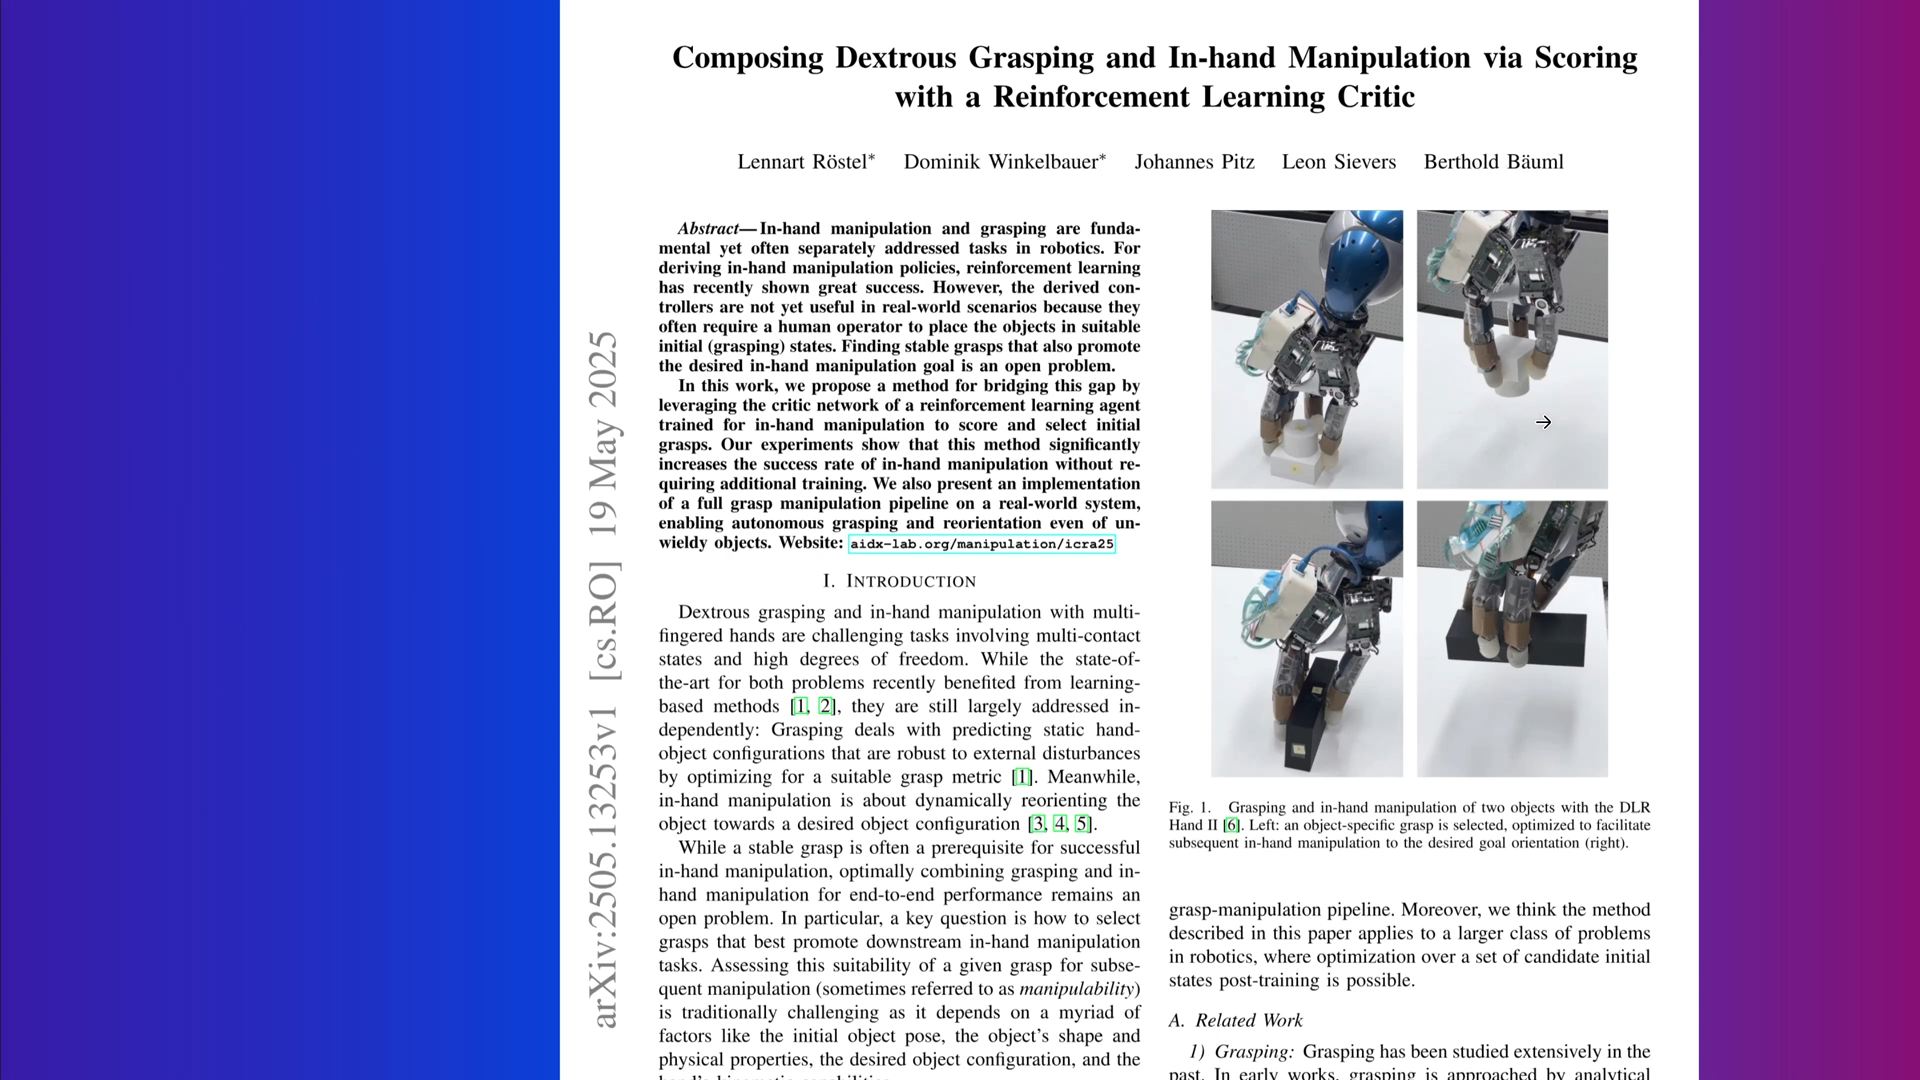 Composing Dextrous Grasping and In-hand Manipulation via Scoring
with a Reinforcement Learning Critic
Lennart Röstel* Dominik Winkelbauer* Johannes Pitz Leon Sievers Berthold Bäuml
arXiv:2505.13253v1 [cs.RO] 19 May 2025
Abstract—In-hand manipulation and grasping are funda-
mental yet often separately addressed tasks in robotics. For
deriving in-hand manipulation policies, reinforcement learning
has recently shown great success. However, the derived con-
trollers are not yet useful in real-world scenarios because they
often require a human operator to place the objects in suitable
initial (grasping) states. Finding stable grasps that also promote
the desired in-hand manipulation goal is an open problem.
In this work, we propose a method for bridging this gap by
leveraging the critic network of a reinforcement learning agent
trained for in-hand manipulation to score and select initial
grasps. Our experiments show that this method significantly
increases the success rate of in-hand manipulation without re-
quiring additional training. We also present an implementation
of a full grasp manipulation pipeline on a real-world system,
enabling autonomous grasping and reorientation even of un-
wieldy objects. Website: aidx-lab.org/manipulation/icra25
I. INTRODUCTION
Dextrous grasping and in-hand manipulation with multi-
fingered hands are challenging tasks involving multi-contact
states and high degrees of freedom. While the state-of-
the-art for both problems recently benefited from learning-
based methods [1, 2], they are still largely addressed in-
dependently: Grasping deals with predicting static hand-
object configurations that are robust to external disturbances
by optimizing for a suitable grasp metric [1]. Meanwhile,
in-hand manipulation is about dynamically reorienting the
object towards a desired object configuration [3, 4, 5].
While a stable grasp is often a prerequisite for successful
in-hand manipulation, optimally combining grasping and in-
hand manipulation for end-to-end performance remains an
open problem. In particular, a key question is how to select
grasps that best promote downstream in-hand manipulation
tasks. Assessing this suitability of a given grasp for subse-
quent manipulation (sometimes referred to as manipulability)
is traditionally challenging as it depends on a myriad of
factors like the initial object pose, the object's shape and
physical properties, the desired object configuration, and the
Fig. 1. Grasping and in-hand manipulation of two objects with the DLR
Hand II [6]. Left: an object-specific grasp is selected, optimized to facilitate
subsequent in-hand manipulation to the desired goal orientation (right).
grasp-manipulation pipeline. Moreover, we think the method
described in this paper applies to a larger class of problems
in robotics, where optimization over a set of candidate initial
states post-training is possible.
A. Related Work
1) Grasping: Grasping has been studied extensively in the
past. In early works, grasping is approached by analytical